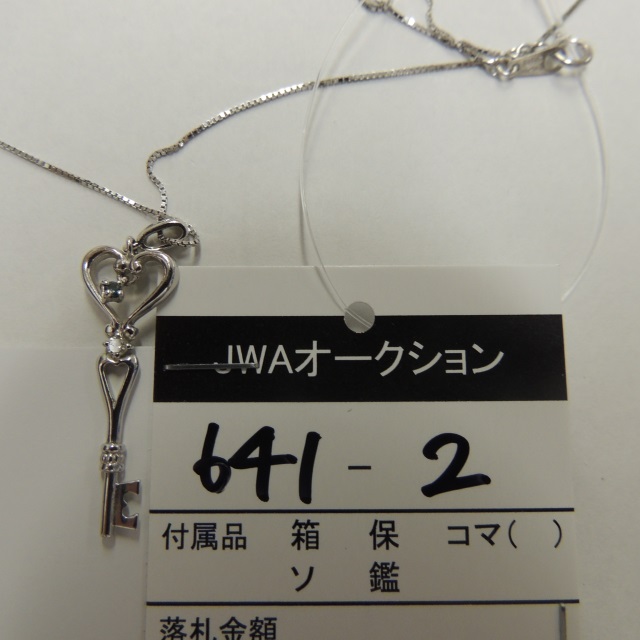 JWAオークション
641-2
付属品 箱 保 コマ( )
ソ 鑑
落札金額